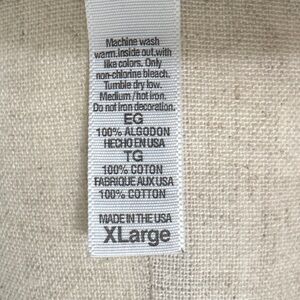 Machine wash
warm.inside out.with
like colors. Only
non-chlorine bleach.
Tumble dry low.
Medium /hot iron.
Do not iron decoration.
EG
100% ALGODON
HECHO EN USA
TG
100% COTON
FABRIQUE AUX USA
100% COTTON
MADE IN THE USA
XLarge